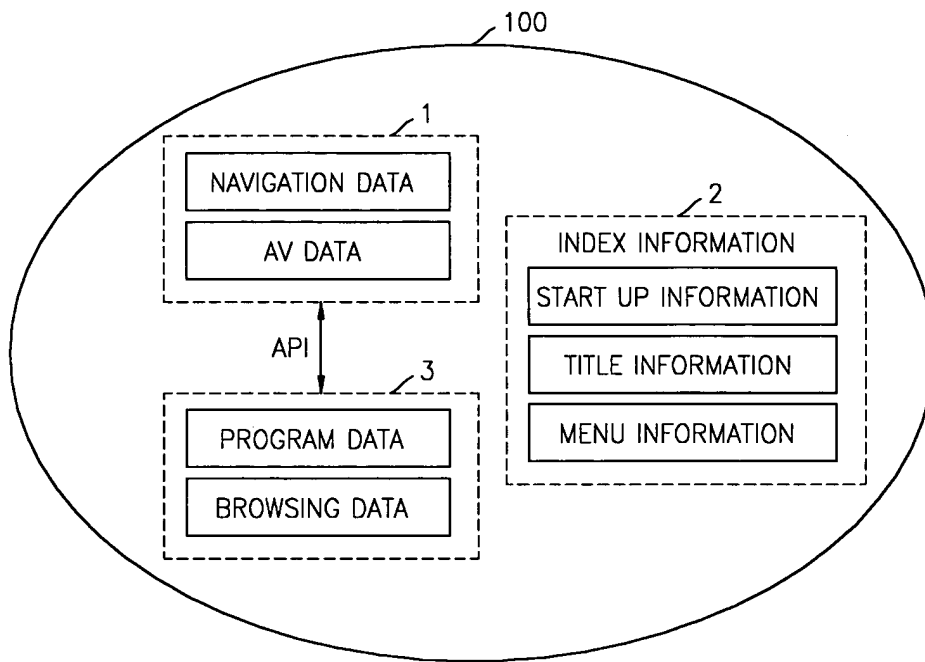 100
1
NAVIGATION DATA
AV DATA
API
3
PROGRAM DATA
BROWSING DATA
2
INDEX INFORMATION
START UP INFORMATION
TITLE INFORMATION
MENU INFORMATION